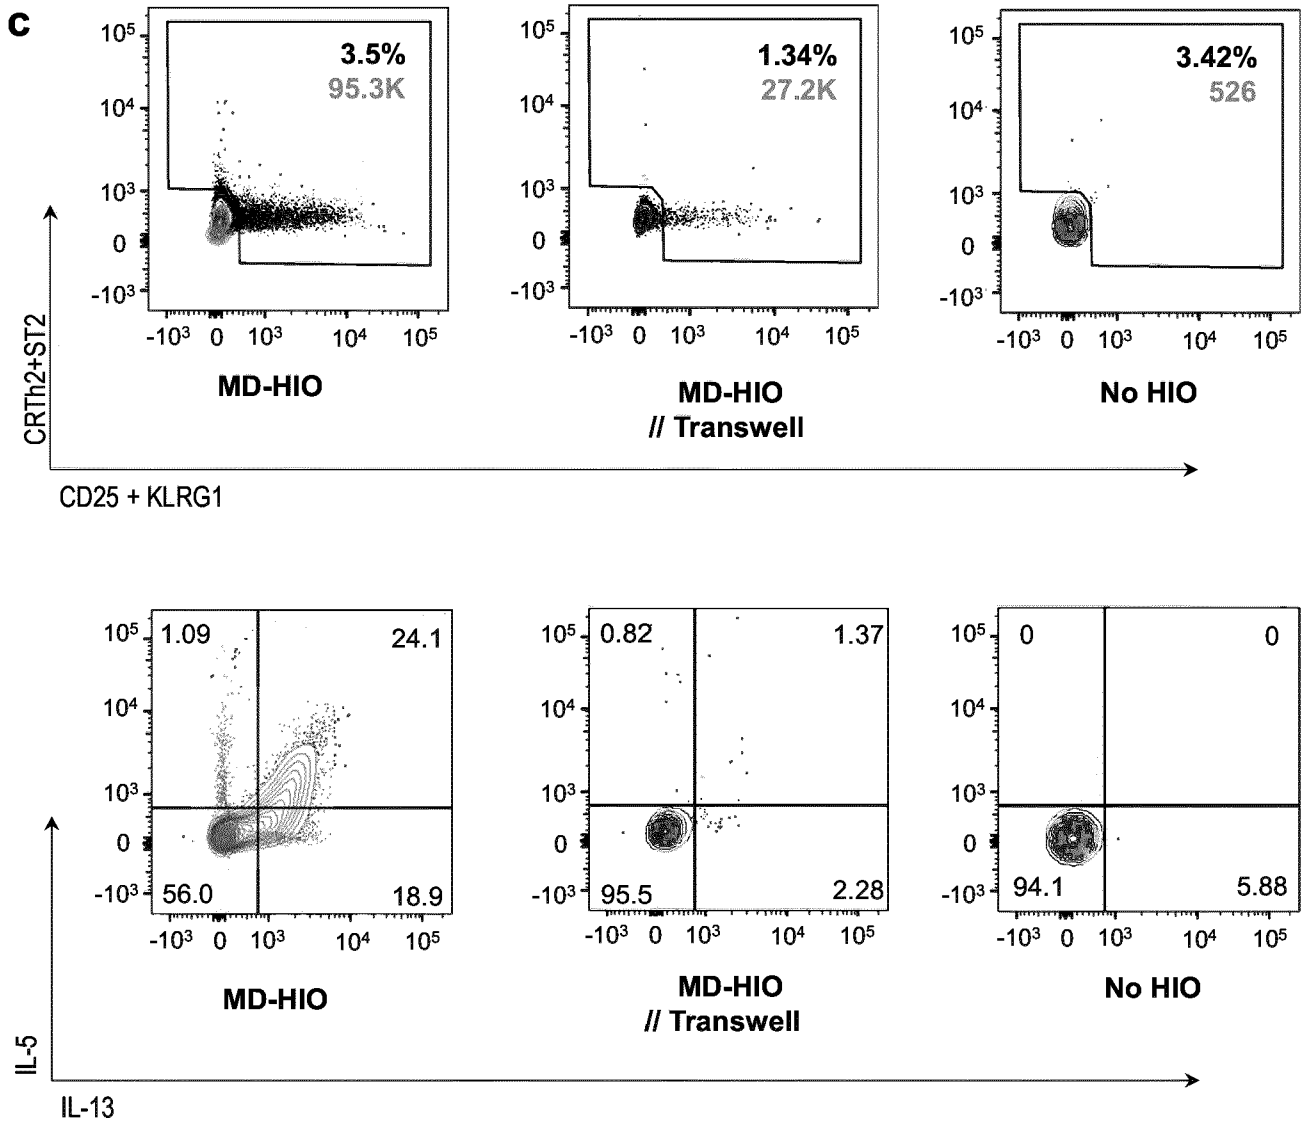 C
10⁵
10⁴
10³
0
-10³
3.5%
95.3K
-10³ 0 10³ 10⁴ 10⁵
MD-HIO
10⁵
10⁴
10³
0
-10³
1.34%
27.2K
-10³ 0 10³ 10⁴ 10⁵
MD-HIO
// Transwell
10⁵
10⁴
10³
0
-10³
3.42%
526
-10³ 0 10³ 10⁴ 10⁵
No HIO
CRTh2+ST2
CD25 + KLRG1
10⁵
10⁴
10³
0
-10³
1.09 24.1
56.0 18.9
-10³ 0 10³ 10⁴ 10⁵
MD-HIO
10⁵
10⁴
10³
0
-10³
0.82 1.37
95.5 2.28
-10³ 0 10³ 10⁴ 10⁵
MD-HIO
// Transwell
10⁵
10⁴
10³
0
-10³
0 0
94.1 5.88
-10³ 0 10³ 10⁴ 10⁵
No HIO
IL-5
IL-13